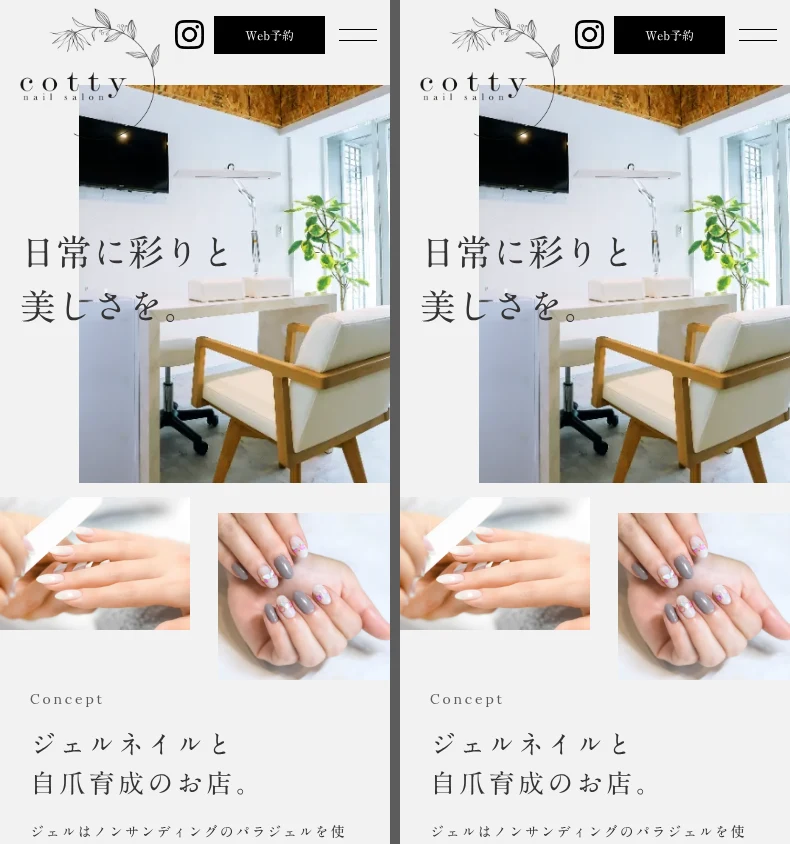 cotty
nail salon
Web予約
日常に彩りと
美しさを。
Concept
ジェルネイルと
自爪育成のお店。
ジェルはノンサンディングのパラジェルを使
cotty
nail salon
Web予約
日常に彩りと
美しさを。
Concept
ジェルネイルと
自爪育成のお店。
ジェルはノンサンディングのパラジェルを使